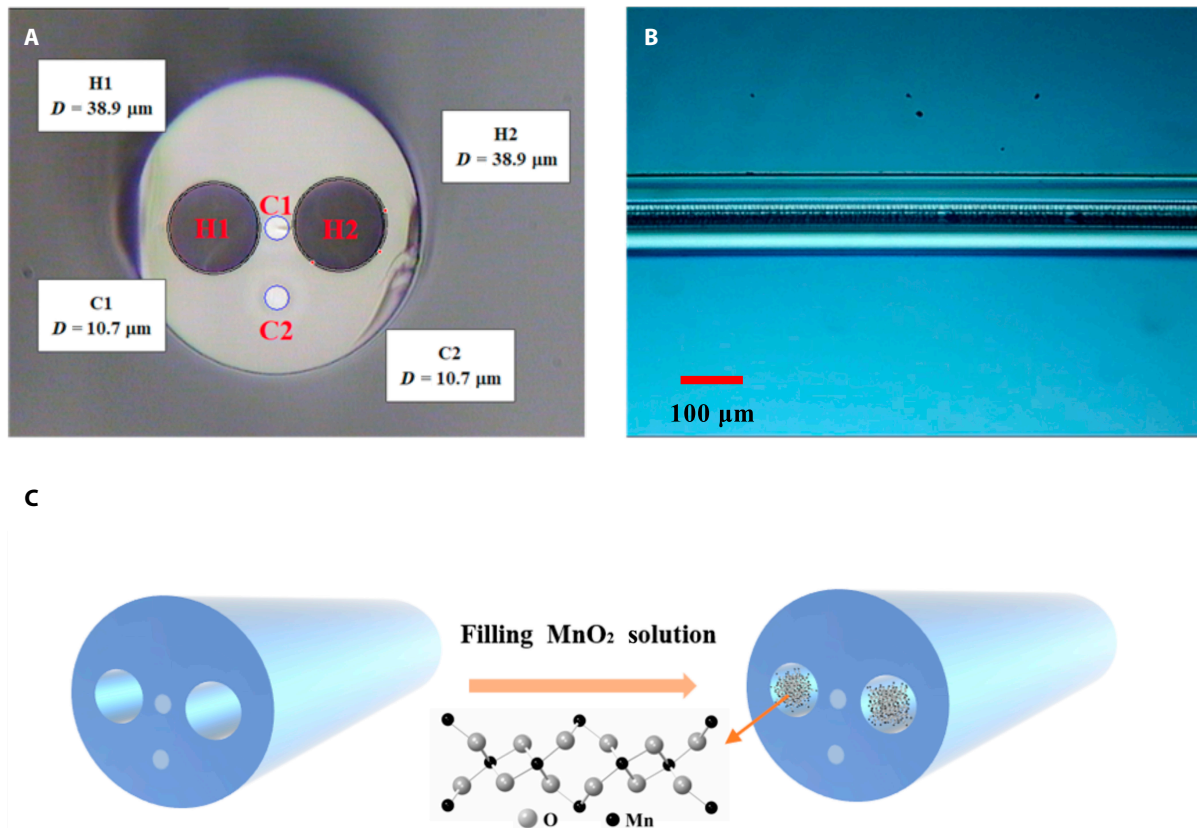 A
H1
D = 38.9 µm
H2
D = 38.9 µm
C1
H1
H2
C1
D = 10.7 µm
C2
C2
D = 10.7 µm
B
100 µm
C
Filling MnO₂ solution
O
Mn